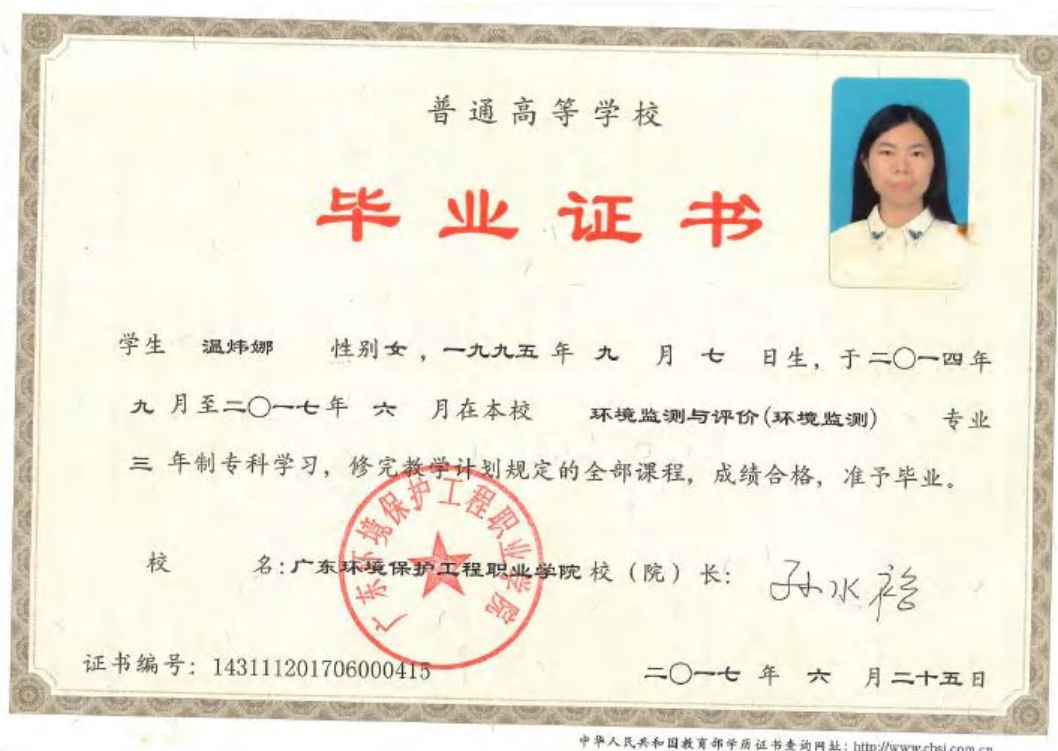 普通高等学校
毕业证书
学生 温炜娜 性别女，一九九五年九月七日生，于二〇一四年
九月至二〇一七年六月在本校 环境监测与评价(环境监测) 专业
三年制专科学习，修完教学计划规定的全部课程，成绩合格，准予毕业。
广东环境保护工程职业学院
校名:广东环境保护工程职业学院 校（院）长: 孙水裕
证书编号: 143111201706000415
二〇一七年六月二十五日
中华人民共和国教育部学历证书查询网址: http://www.chsi.com.cn